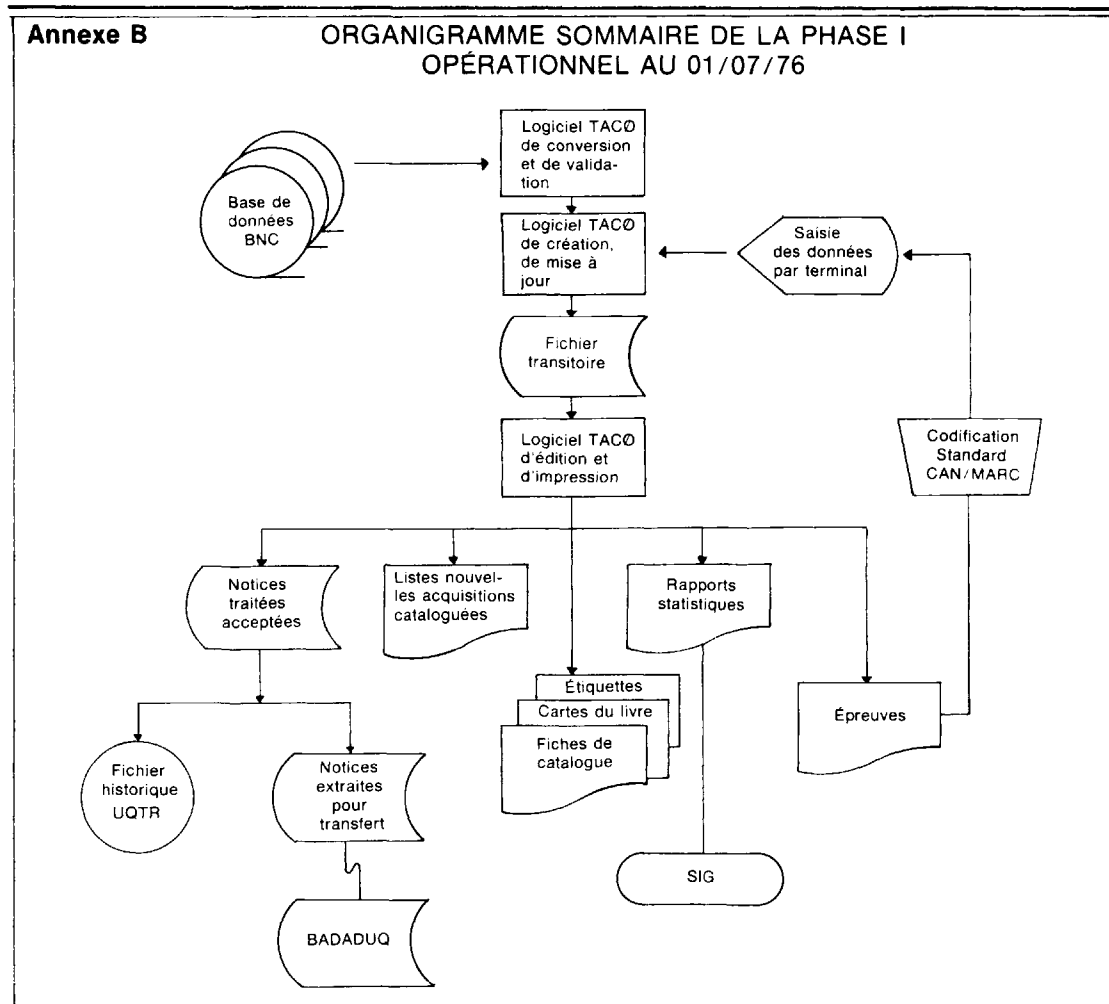 Annexe B
ORGANIGRAMME SOMMAIRE DE LA PHASE I
OPÉRATIONNEL AU 01/07/76
Logiciel TACØ
de conversion
et de valida-
tion
Base de
données
BNC
Logiciel TACØ
de création,
de mise à
jour
Saisie
des données
par terminal
Fichier
transitoire
Logiciel TACØ
d'édition et
d'impression
Codification
Standard
CAN/MARC
Notices
traitées
acceptées
Listes nouvel-
les acquisitions
cataloguées
Rapports
statistiques
Étiquettes
Cartes du livre
Fiches de
catalogue
Épreuves
Fichier
historique
UQTR
Notices
extraites
pour
transfert
SIG
BADADUQ